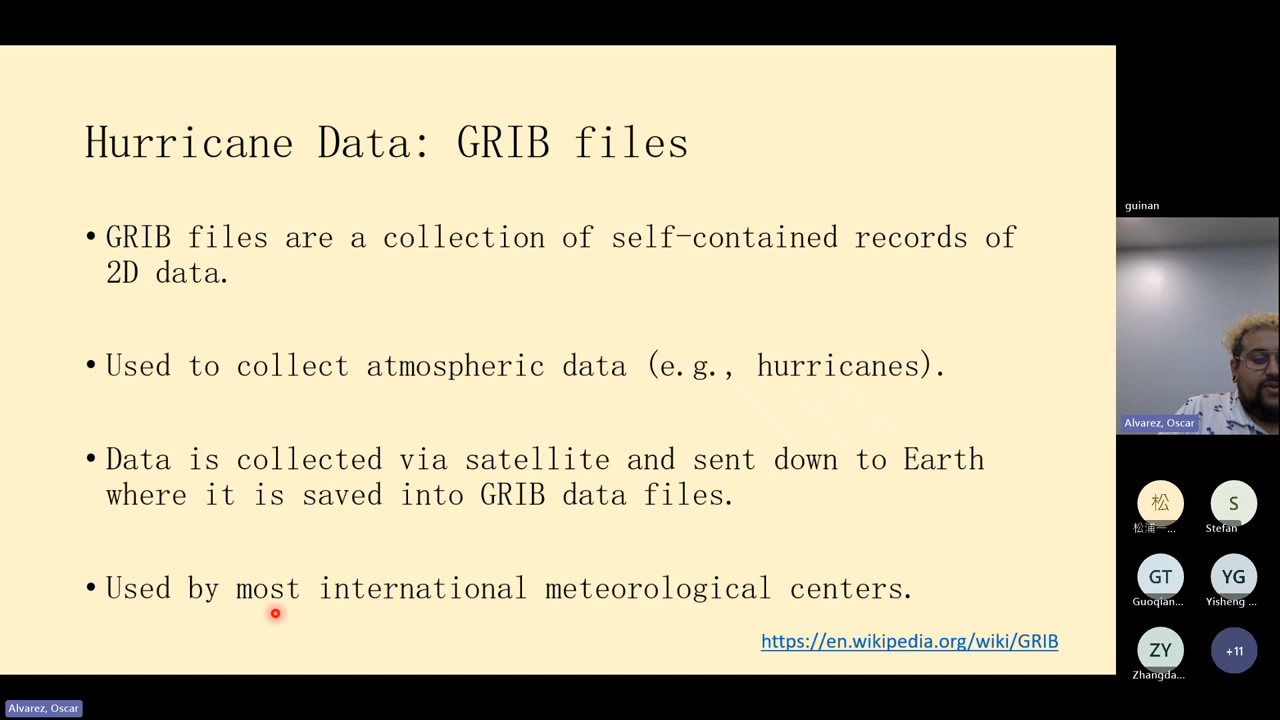 Hurricane Data: GRIB files
• GRIB files are a collection of self-contained records of
2D data.
• Used to collect atmospheric data (e.g., hurricanes).
• Data is collected via satellite and sent down to Earth
where it is saved into GRIB data files.
• Used by most international meteorological centers.
https://en.wikipedia.org/wiki/GRIB
guinan
Alvarez, Oscar
松 S
松浦一... Stefan
GT YG
Guoqian... Yisheng ...
ZY +11
Zhangda...
Alvarez, Oscar